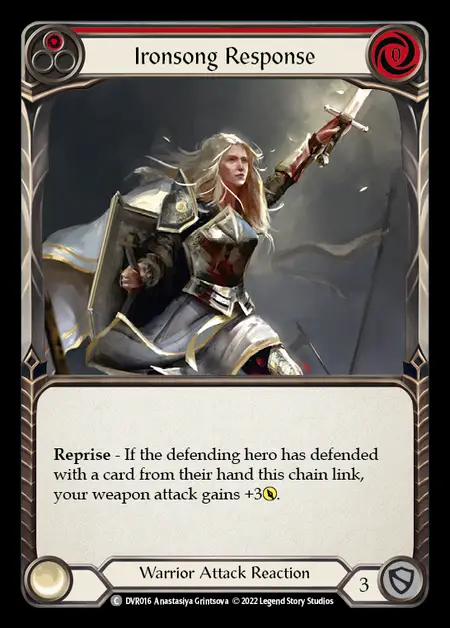 Ironsong Response
0
Reprise - If the defending hero has defended
with a card from their hand this chain link,
your weapon attack gains +3.
Warrior Attack Reaction
3
C DVR016 Anastasiya Grintsova © 2022 Legend Story Studios